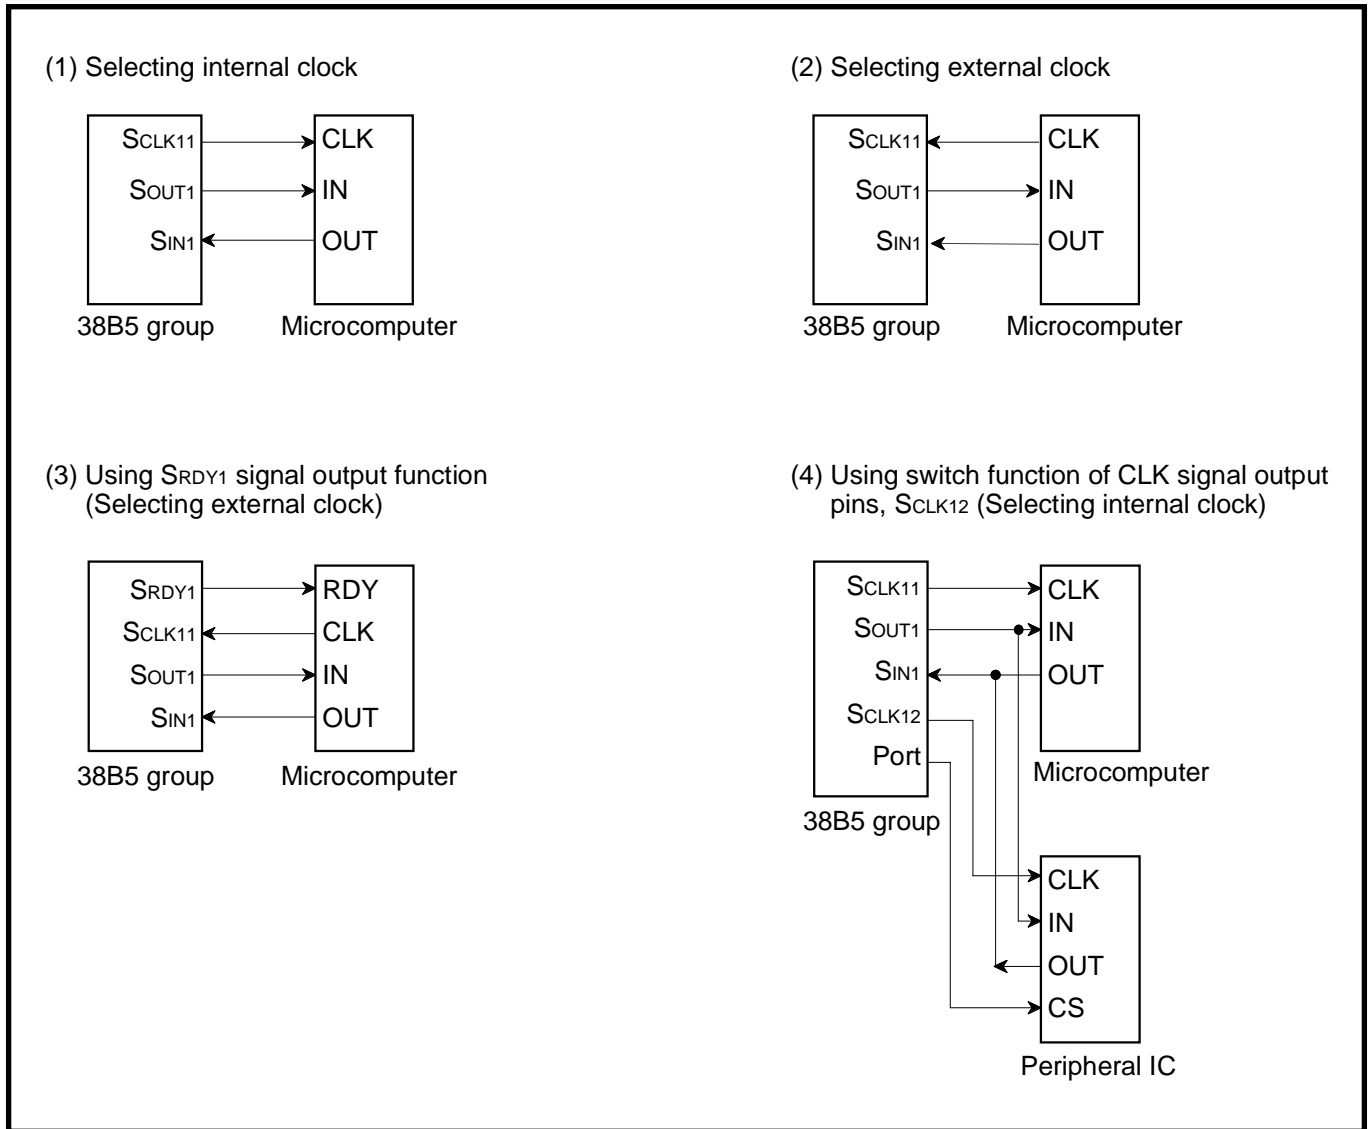 (1) Selecting internal clock
SCLK11
SOUT1
SIN1
CLK
IN
OUT
38B5 group
Microcomputer
(2) Selecting external clock
SCLK11
SOUT1
SIN1
CLK
IN
OUT
38B5 group
Microcomputer
(3) Using SRDY1 signal output function
(Selecting external clock)
SRDY1
SCLK11
SOUT1
SIN1
RDY
CLK
IN
OUT
38B5 group
Microcomputer
(4) Using switch function of CLK signal output
pins, SCLK12 (Selecting internal clock)
SCLK11
SOUT1
SIN1
SCLK12
Port
38B5 group
CLK
IN
OUT
Microcomputer
CLK
IN
OUT
CS
Peripheral IC